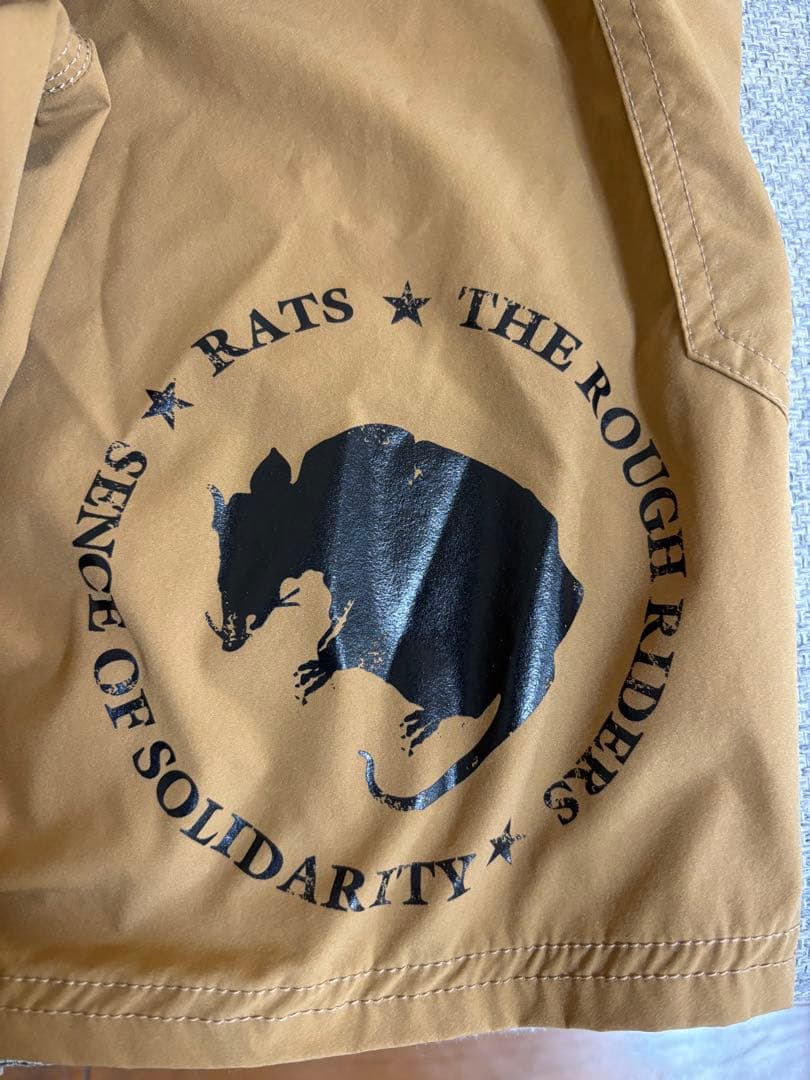 RATS ★ THE ROUGH RIDERS ★ SENCE OF SOLIDARITY ★